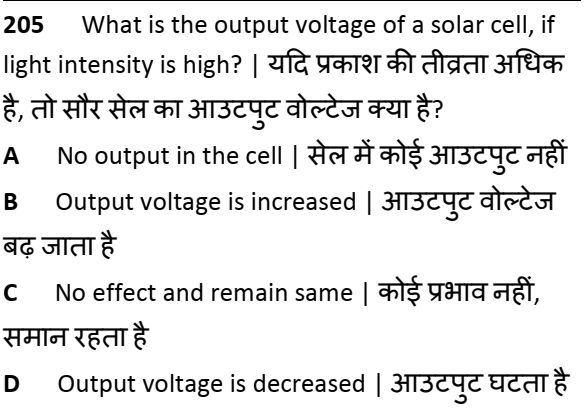 205 What is the output voltage of a solar cell, if
light intensity is high? | यदि प्रकाश की तीव्रता अधिक
है, तो सौर सेल का आउटपुट वोल्टेज क्या है?
A No output in the cell | सेल में कोई आउटपुट नहीं
B Output voltage is increased | आउटपुट वोल्टेज
बढ़ जाता है
C No effect and remain same | कोई प्रभाव नहीं,
समान रहता है
D Output voltage is decreased | आउटपुट घटता है